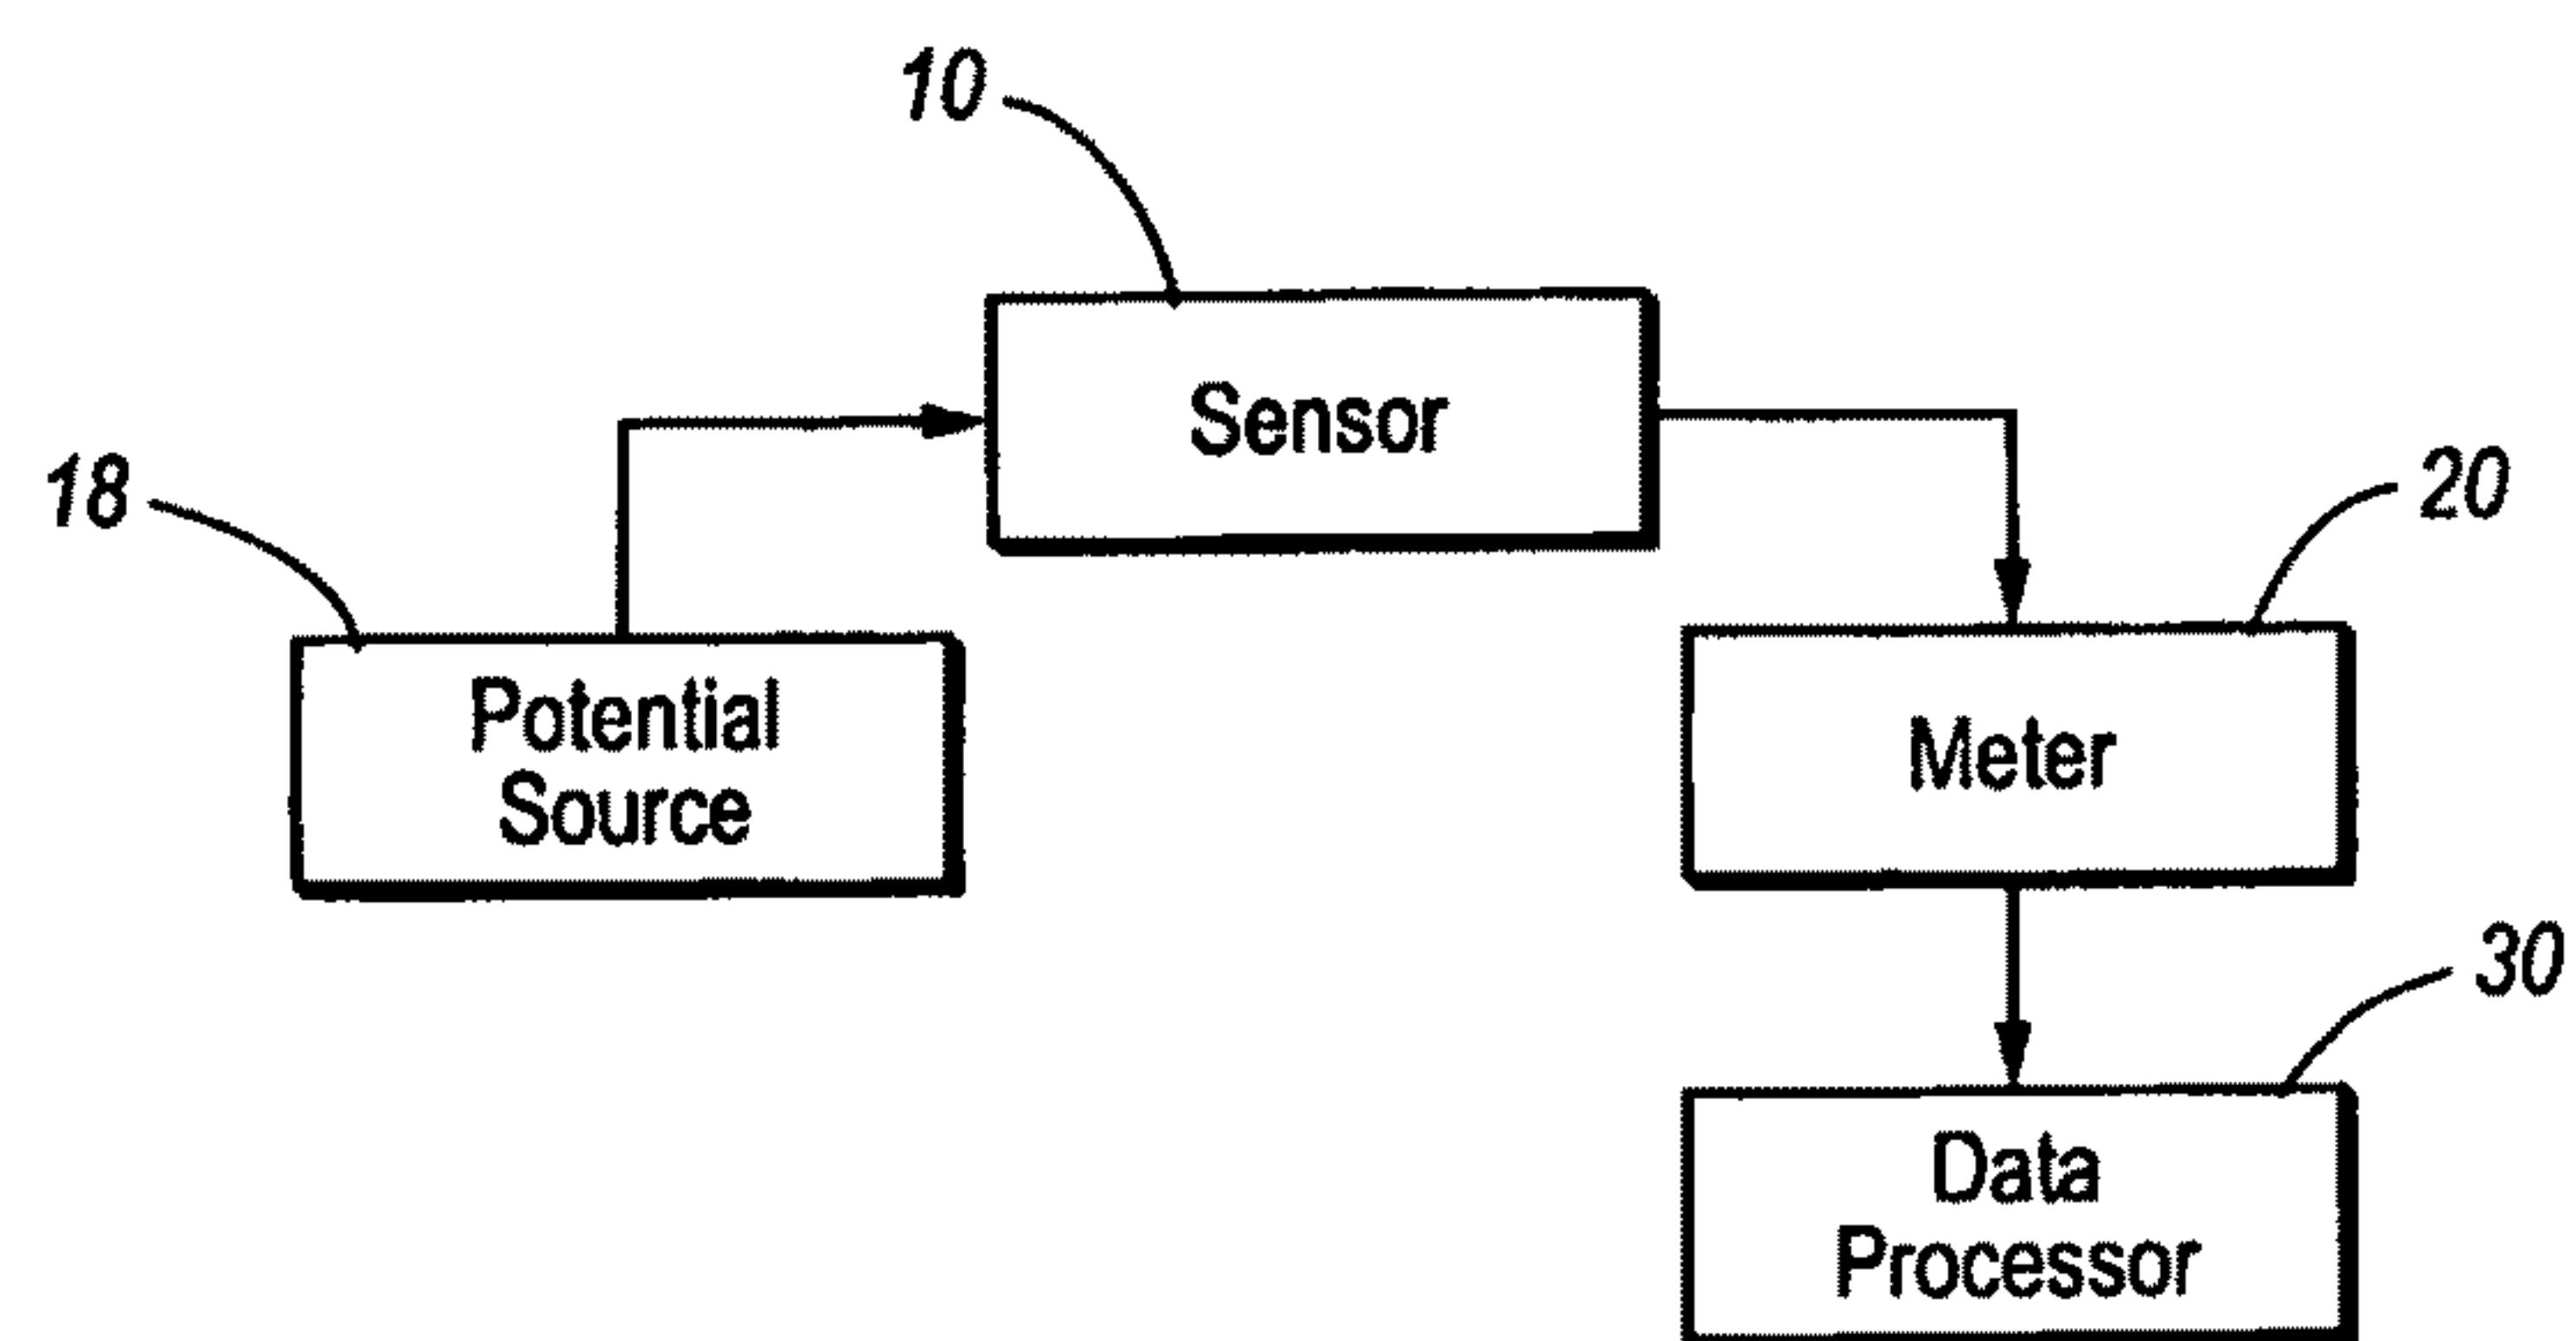 10
Sensor
18
20
Potential
Source
Meter
30
Data
Processor